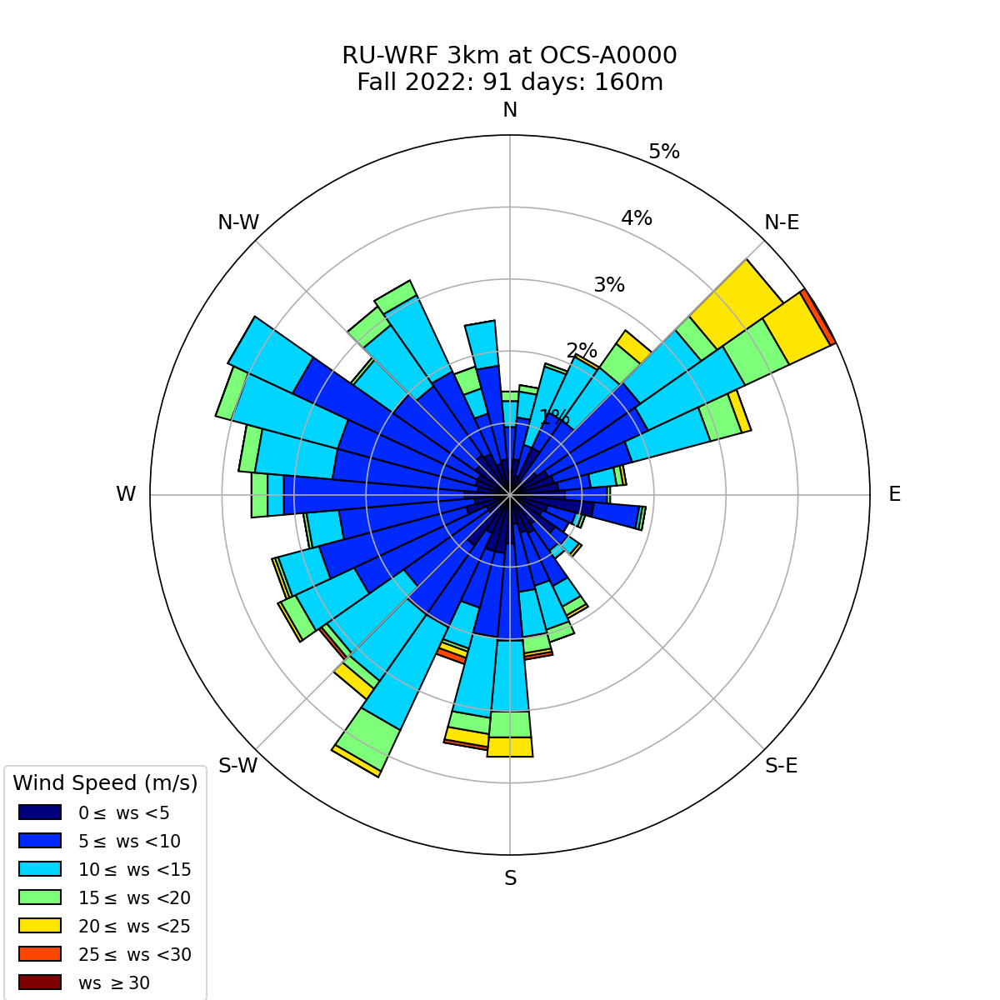 RU-WRF 3km at OCS-A0000
Fall 2022: 91 days: 160m
N
5%
N-W
4%
N-E
3%
2%
1%
W
E
S-W
S-E
S
Wind Speed (m/s)
0≤ ws <5
5≤ ws <10
10≤ ws <15
15≤ ws <20
20≤ ws <25
25≤ ws <30
ws ≥30